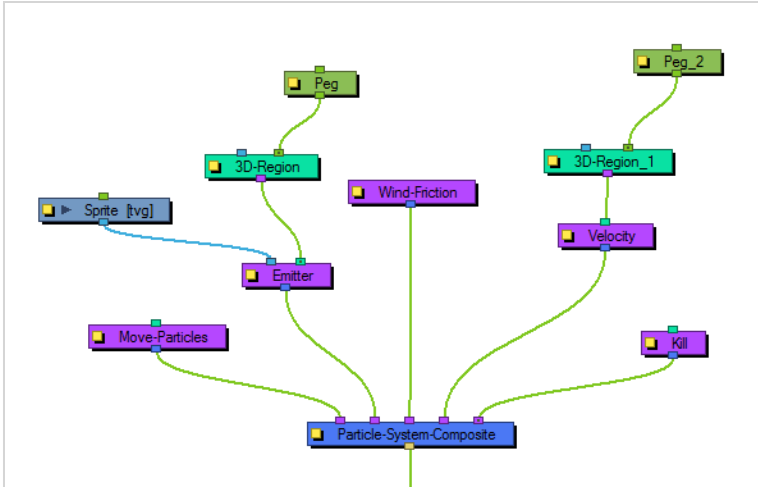 Peg_2
Peg
3D-Region_1
3D-Region
Wind-Friction
Sprite [tvg]
Velocity
Emitter
Move-Particles
Kill
Particle-System-Composite